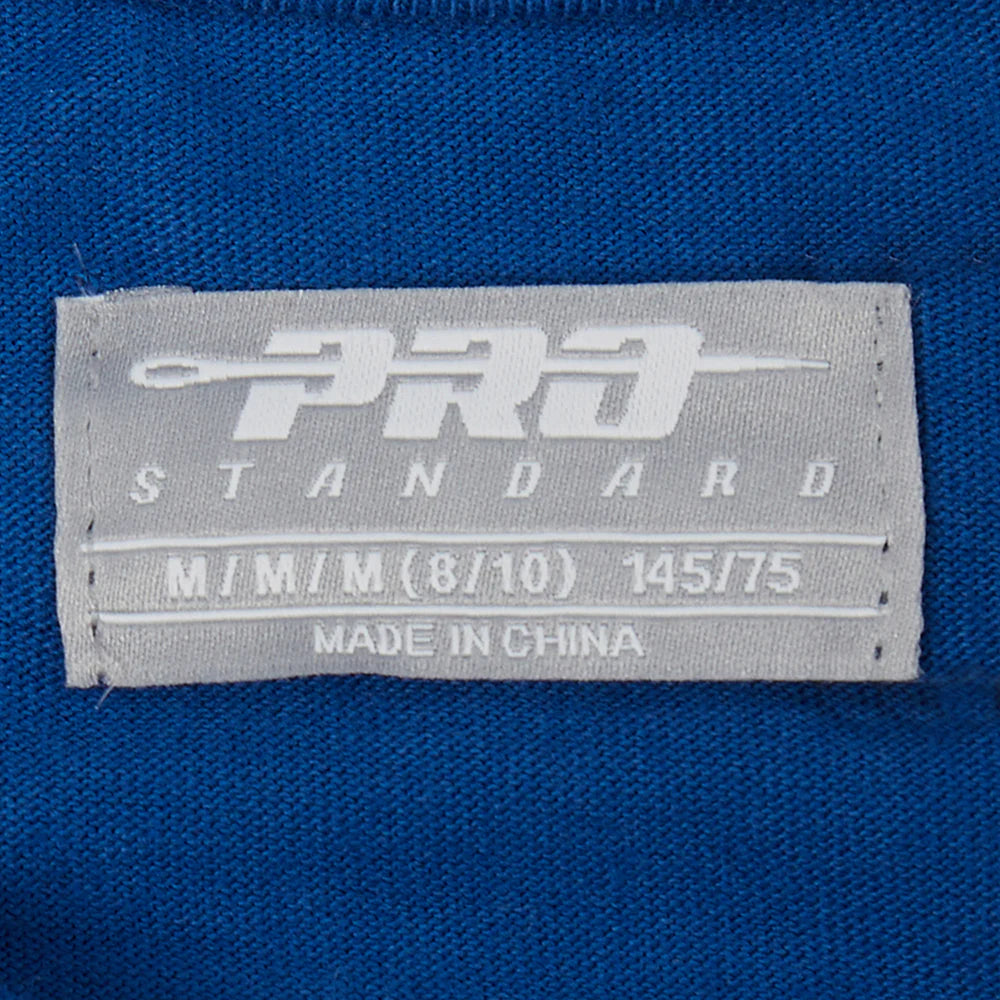 PRO
STANDARD
M/M/M (8/10) 145/75
MADE IN CHINA